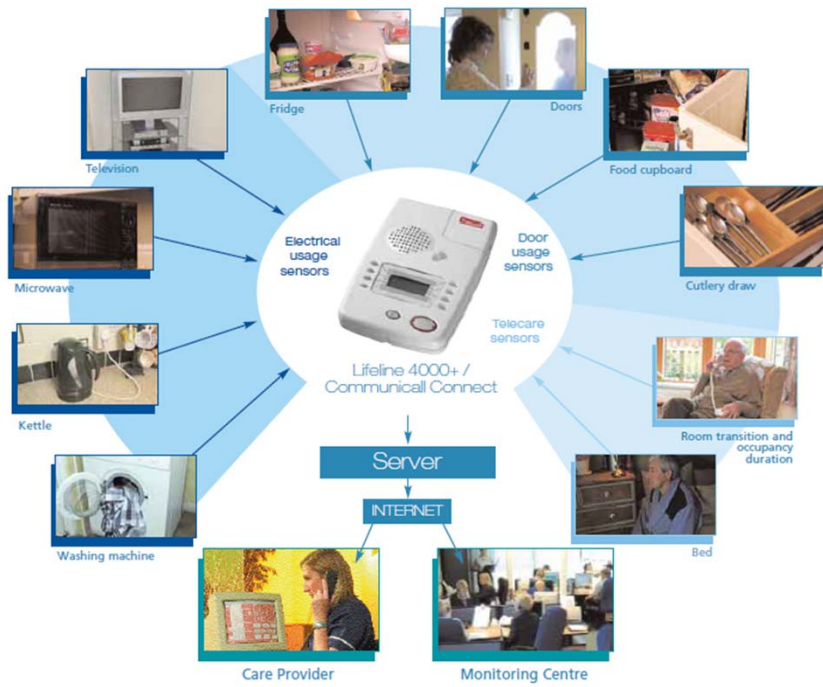 Fridge
Doors
Television
Food cupboard
Electrical
usage
sensors
Door
usage
sensors
Microwave
Cutlery draw
Telecare
sensors
Lifeline 4000+ /
Communicall Connect
Kettle
Room transition and
occupancy
duration
Server
INTERNET
Washing machine
Bed
Care Provider
Monitoring Centre